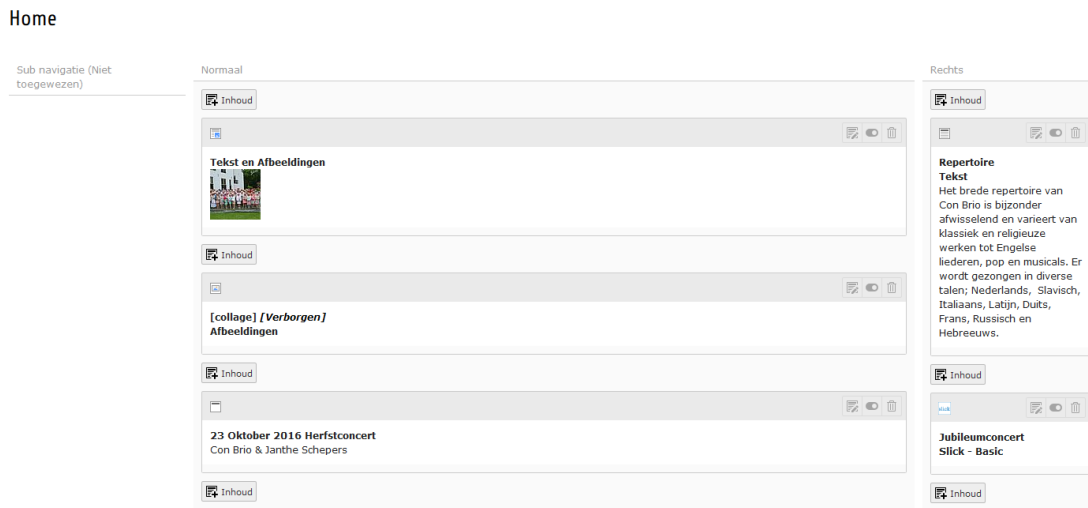 Home
Sub navigatie (Niet
toegewezen)
Normaal
Inhoud
Tekst en Afbeeldingen
Inhoud
[collage] [Verborgen]
Afbeeldingen
Inhoud
23 Oktober 2016 Herfstconcert
Con Brio & Janthe Schepers
Inhoud
Rechts
Inhoud
Repertoire
Tekst
Het brede repertoire van
Con Brio is bijzonder
afwisselend en varieert van
klassiek en religieuze
werken tot Engelse
liederen, pop en musicals. Er
wordt gezongen in diverse
talen; Nederlands, Slavisch,
Italiaans, Latijn, Duits,
Frans, Russisch en
Hebreeuws.
Inhoud
slick
Jubileumconcert
Slick - Basic
Inhoud